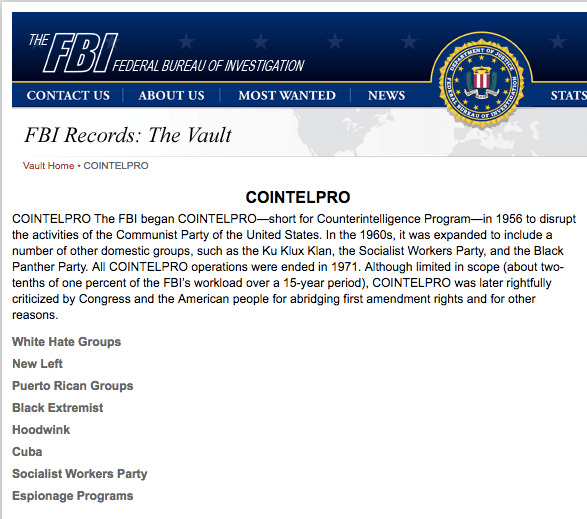 THE FBI FEDERAL BUREAU OF INVESTIGATION
DEPARTMENT OF JUSTICE
FEDERAL BUREAU OF INVESTIGATION
CONTACT US | ABOUT US | MOST WANTED | NEWS STATS
FBI Records: The Vault
Vault Home • COINTELPRO
COINTELPRO
COINTELPRO The FBI began COINTELPRO—short for Counterintelligence Program—in 1956 to disrupt
the activities of the Communist Party of the United States. In the 1960s, it was expanded to include a
number of other domestic groups, such as the Ku Klux Klan, the Socialist Workers Party, and the Black
Panther Party. All COINTELPRO operations were ended in 1971. Although limited in scope (about two-
tenths of one percent of the FBI’s workload over a 15-year period), COINTELPRO was later rightfully
criticized by Congress and the American people for abridging first amendment rights and for other
reasons.
White Hate Groups
New Left
Puerto Rican Groups
Black Extremist
Hoodwink
Cuba
Socialist Workers Party
Espionage Programs